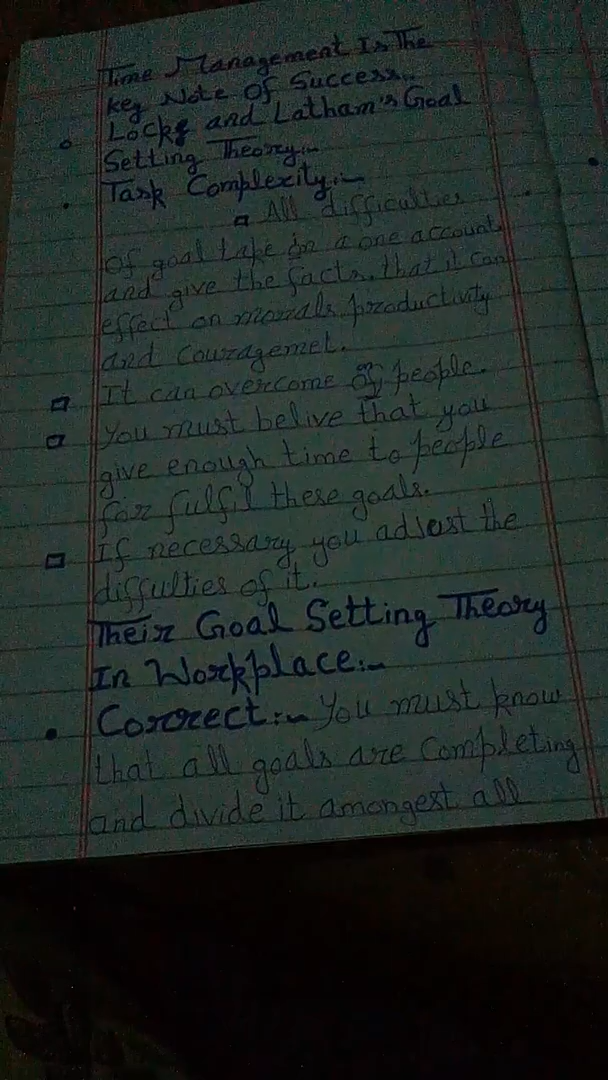 Time Management Is The
key Note Of Success..
Locks and Latham's Goal
Setting Theory:-
Task Complexity:-
All difficulties
of goal take in a one account
and give the facts, that it can
effect on morrals, productivity
and Couragemet.
It can overcome of people.
You must belive that you
give enough time to people
for fulfil these goals.
If necessary you adjust the
diffulties of it.
Their Goal Setting Theory
In Workplace:-
Correct:- You must know
that all goals are Completing
and divide it amongest all